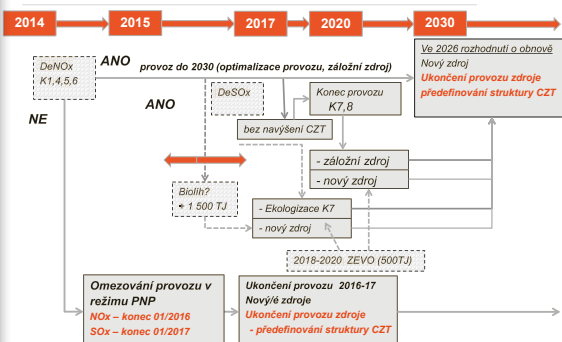 2014 2015 2017 2020 2030
DeNOx
K1,4,5,6
ANO
provoz do 2030 (optimalizace provozu, záložní zdroj)
Ve 2026 rozhodnutí o obnově
Nový zdroj
Ukončení provozu zdroje
předefinování struktury CZT
NE
ANO
DeSOx
Konec provozu
K7,8
bez navýšení CZT
- záložní zdroj
- nový zdroj
BioIIh?
1 500 TJ
- Ekologizace K7
- nový zdroj
2018-2020 ZEVO (500TJ)
Omezování provozu v
režimu PNP
NOx – konec 01/2016
SOx – konec 01/2017
Ukončení provozu 2016-17
Nový/é zdroje
Ukončení provozu zdroje
- předefinování struktury CZT